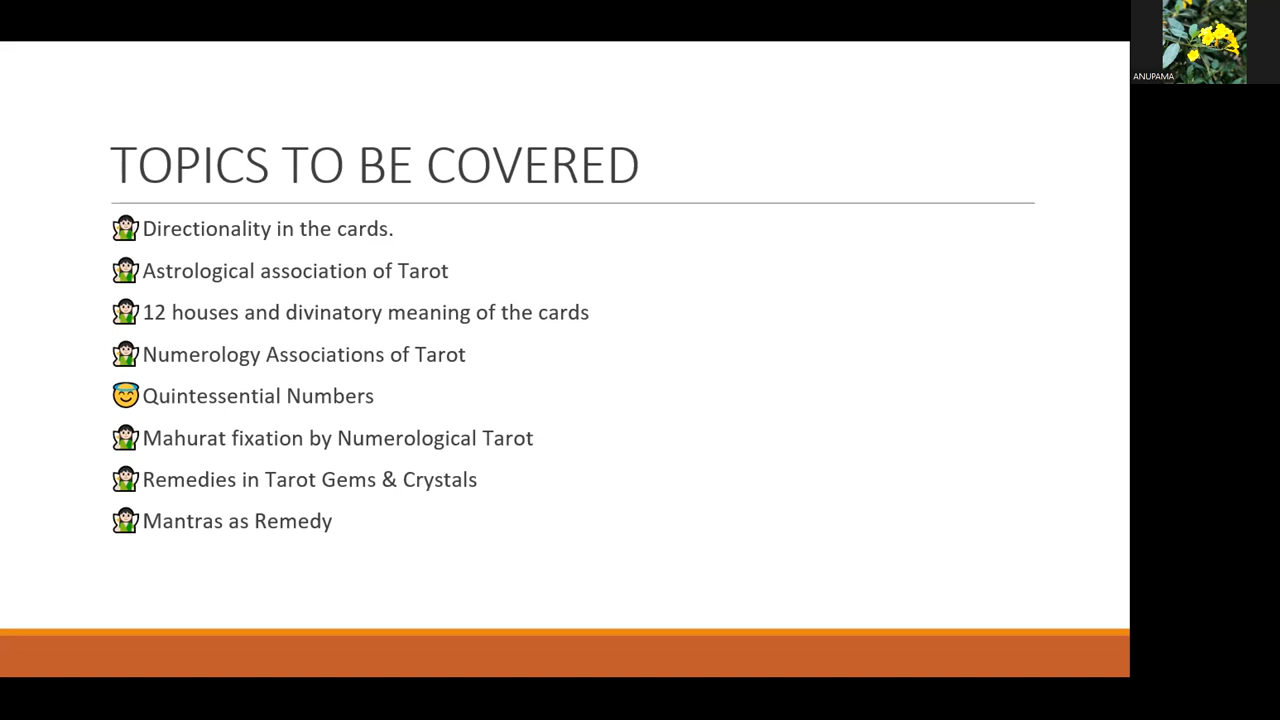 TOPICS TO BE COVERED
Directionality in the cards.
Astrological association of Tarot
12 houses and divinatory meaning of the cards
Numerology Associations of Tarot
Quintessential Numbers
Mahurat fixation by Numerological Tarot
Remedies in Tarot Gems & Crystals
Mantras as Remedy
ANUPAMA